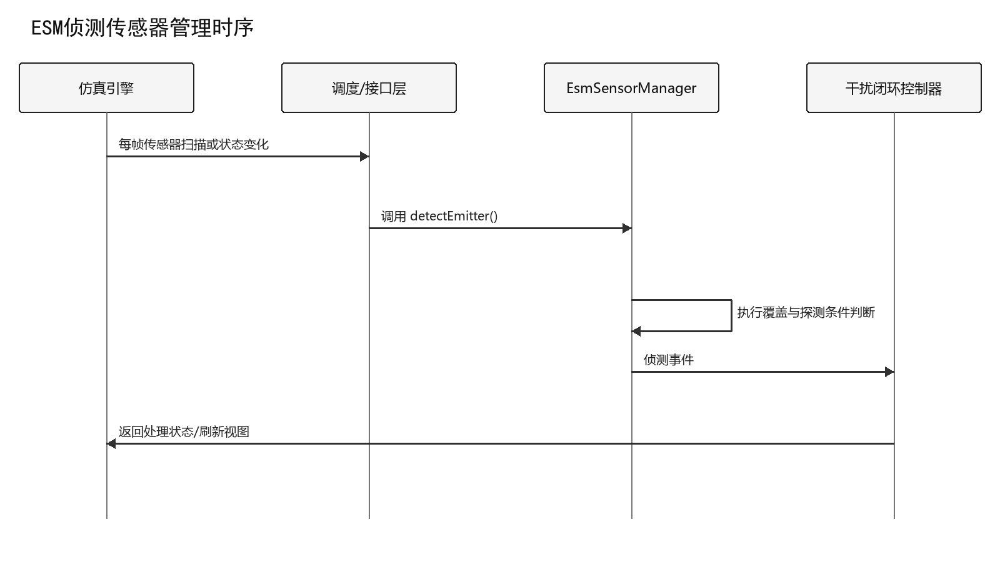 ESM侦测传感器管理时序
仿真引擎
调度/接口层
EsmSensorManager
干扰闭环控制器
每帧传感器扫描或状态变化
调用 detectEmitter()
执行覆盖与探测条件判断
侦测事件
返回处理状态/刷新视图